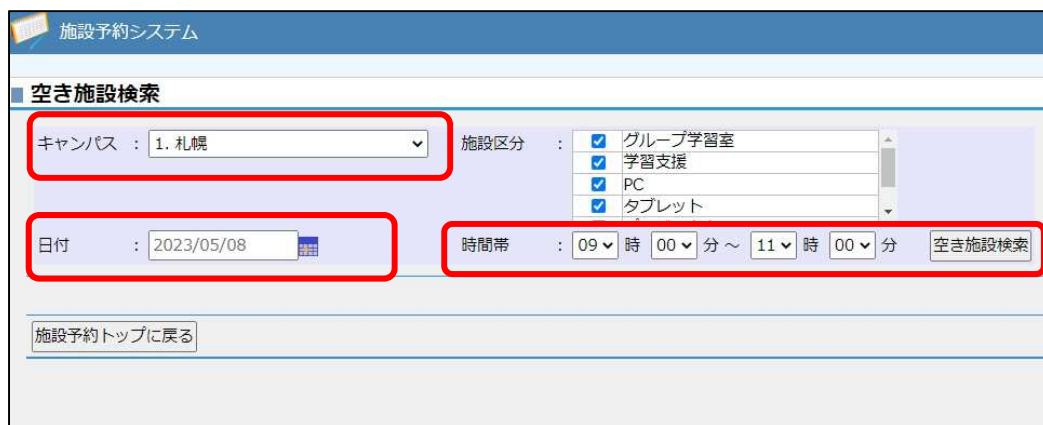 施設予約システム
空き施設検索
キャンパス : 1. 札幌
施設区分 : グループ学習室
学習支援
PC
タブレット
日付 : 2023/05/08
時間帯 : 09 時 00 分 ～ 11 時 00 分 空き施設検索
施設予約トップに戻る